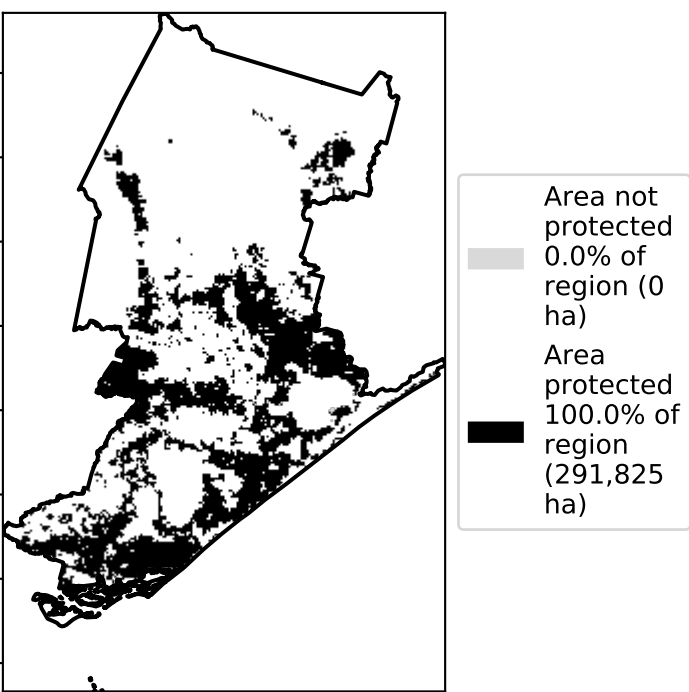 Area not
protected
0.0% of
region (0
ha)
Area
protected
100.0% of
region
(291,825
ha)